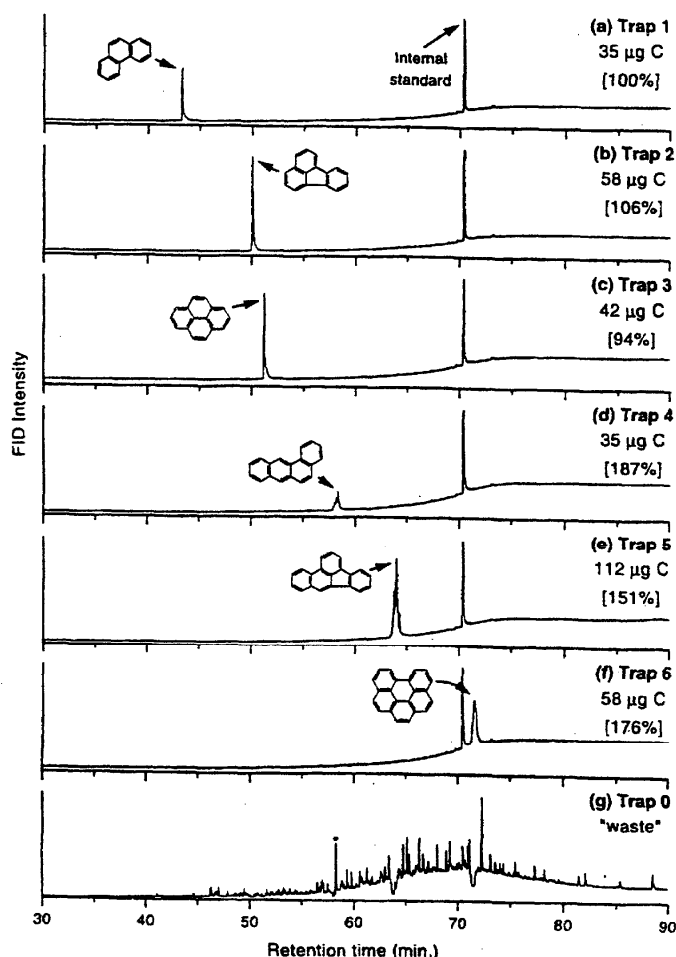 (a) Trap 1
35 µg C
[100%]
Internal
standard
(b) Trap 2
58 µg C
[106%]
(c) Trap 3
42 µg C
[94%]
(d) Trap 4
35 µg C
[187%]
(e) Trap 5
112 µg C
[151%]
(f) Trap 6
58 µg C
[176%]
(g) Trap 0
"waste"
FID Intensity
30 40 50 60 70 80 90
Retention time (min.)